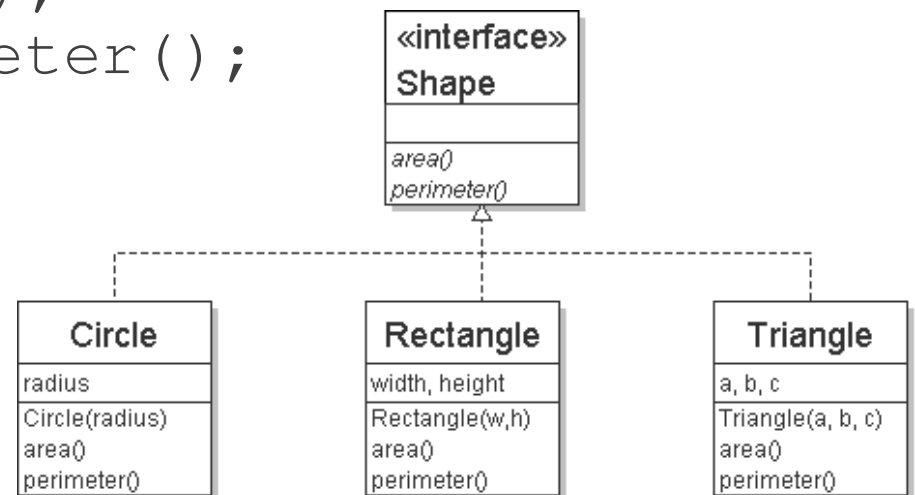 eter();
«interface»
Shape
area()
perimeter()
Circle
radius
Circle(radius)
area()
perimeter()
Rectangle
width, height
Rectangle(w,h)
area()
perimeter()
Triangle
a, b, c
Triangle(a, b, c)
area()
perimeter()